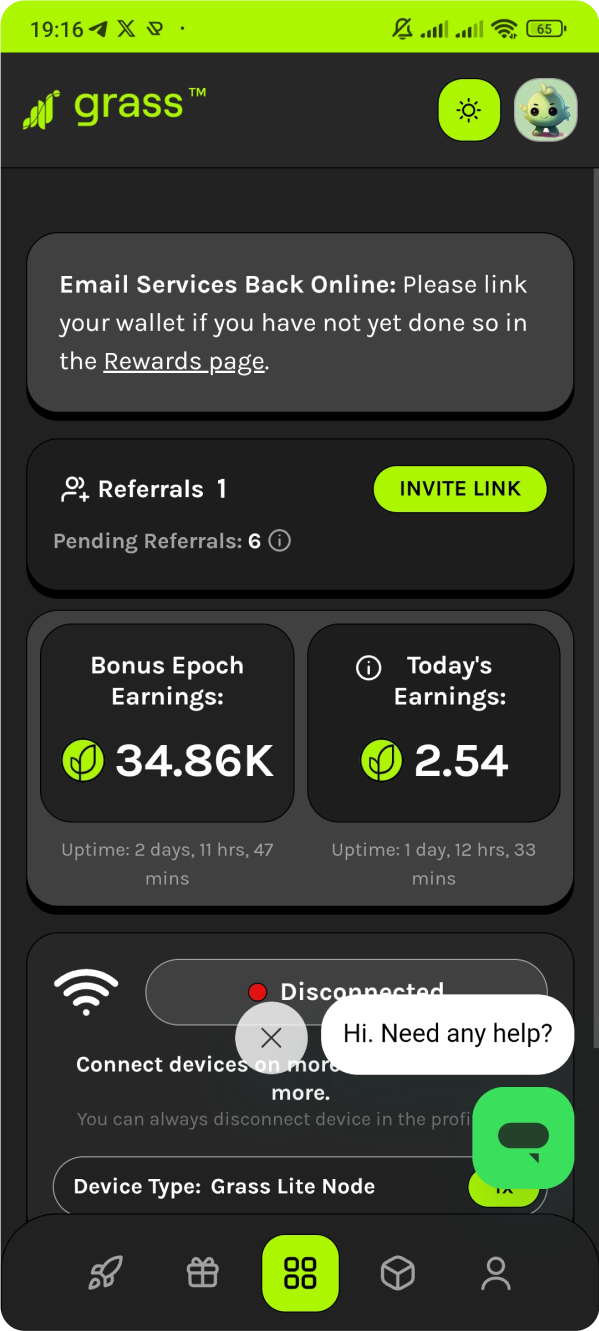 19:16
65
grass™
Email Services Back Online: Please link
your wallet if you have not yet done so in
the Rewards page.
Referrals 1
INVITE LINK
Pending Referrals: 6
Bonus Epoch
Earnings:
34.86K
Uptime: 2 days, 11 hrs, 47
mins
Today's
Earnings:
2.54
Uptime: 1 day, 12 hrs, 33
mins
Disconnected
Hi. Need any help?
Connect devices on more
more.
You can always disconnect device in the profi
Device Type: Grass Lite Node
1x